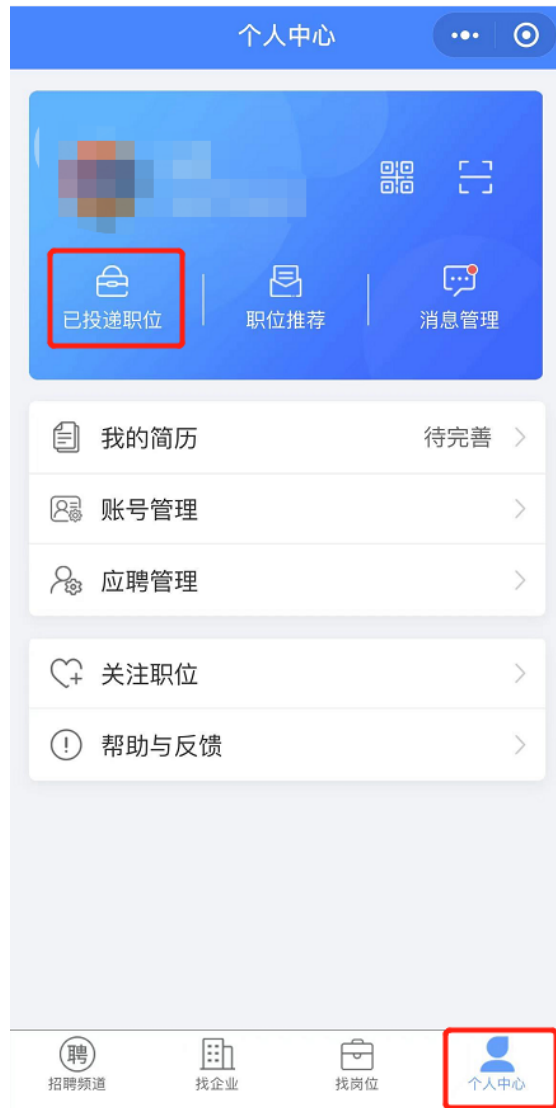 个人中心
已投递职位
职位推荐
消息管理
我的简历 待完善
账号管理
应聘管理
关注职位
帮助与反馈
聘
招聘频道 找企业 找岗位 个人中心